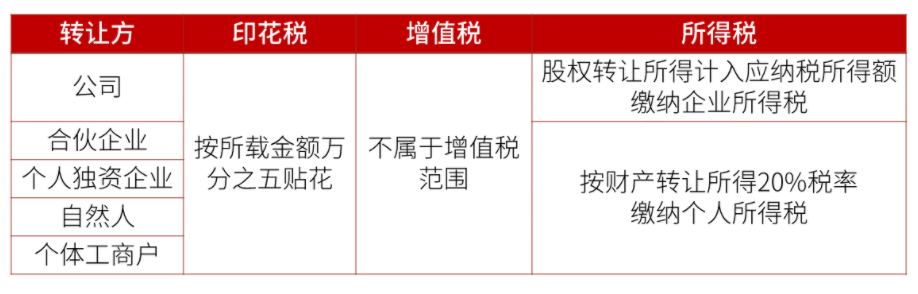 转让方 印花税 增值税 所得税
公司
股权转让所得计入应纳税所得额
缴纳企业所得税
合伙企业
个人独资企业
自然人
个体工商户
按所载金额万
分之五贴花
不属于增值税
范围
按财产转让所得20%税率
缴纳个人所得税